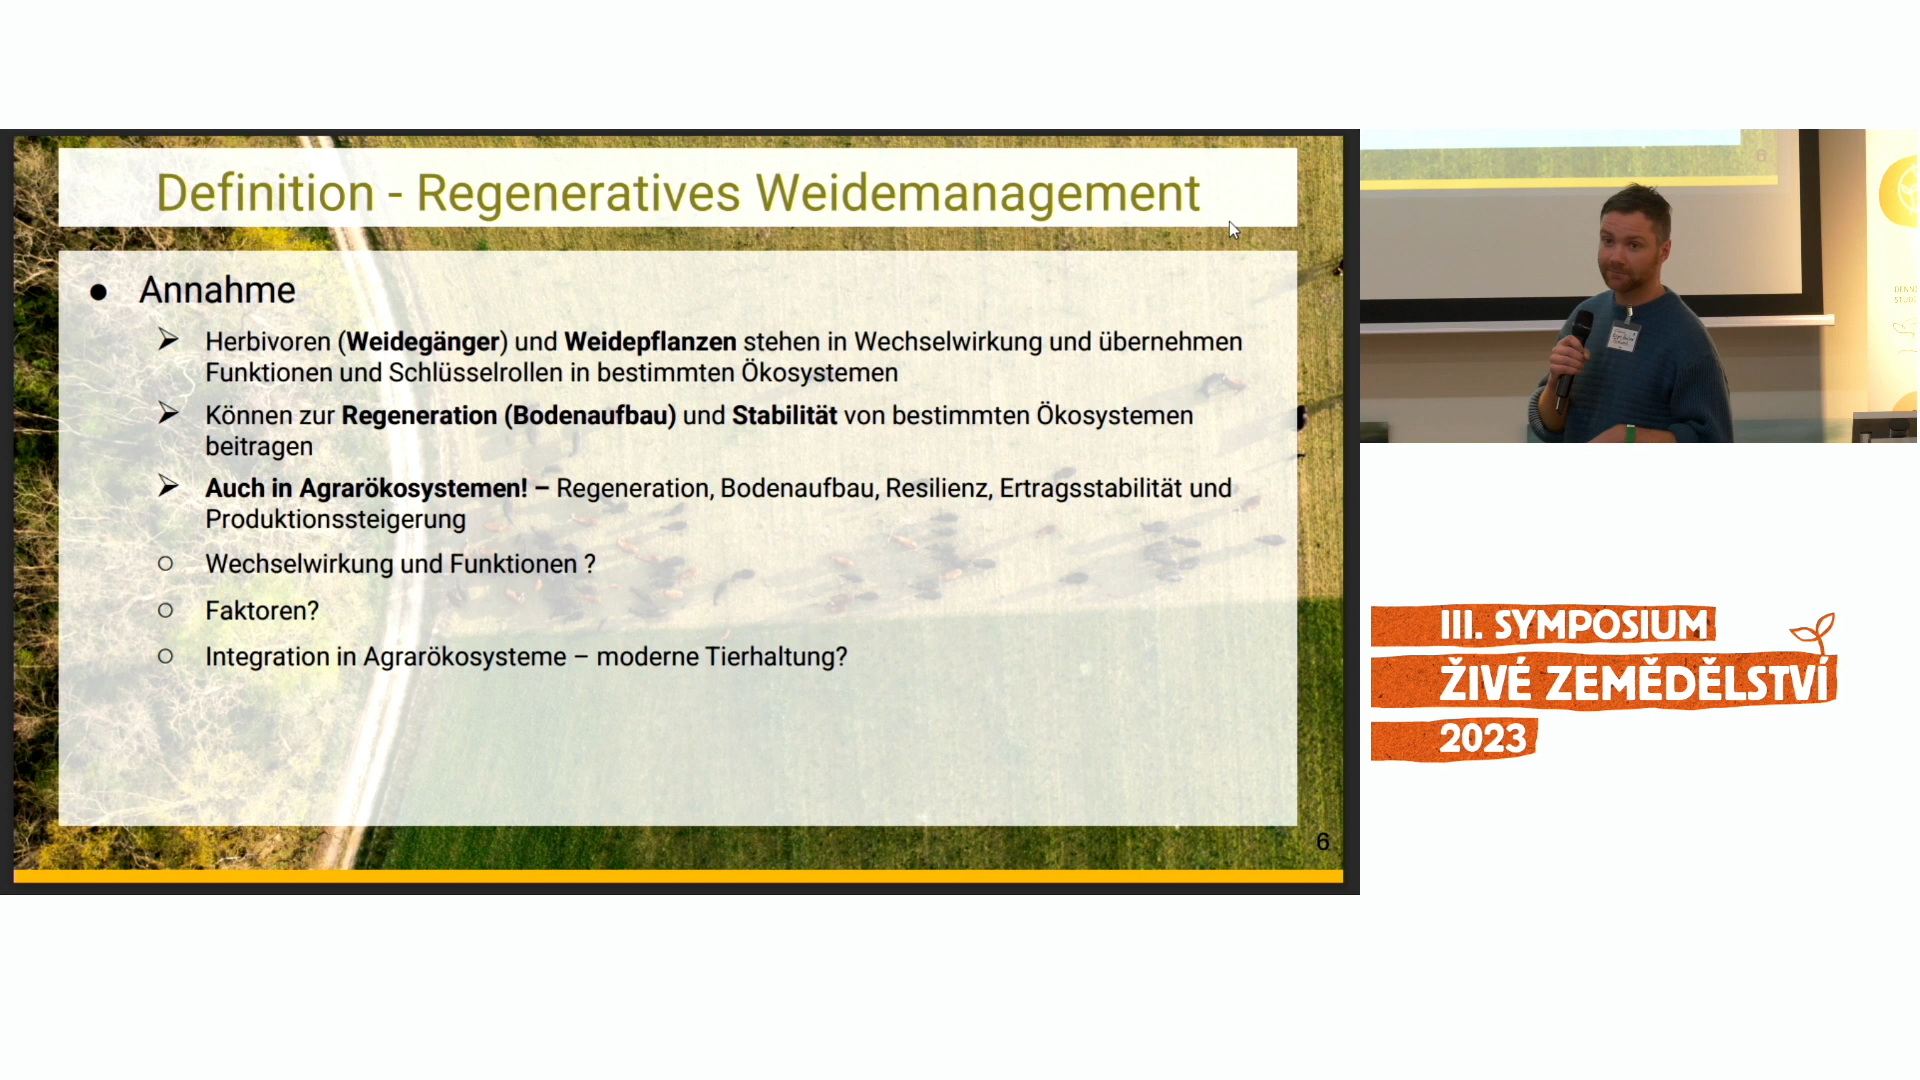 Definition - Regeneratives Weidemanagement
● Annahme
➢ Herbivoren (Weidegänger) und Weidepflanzen stehen in Wechselwirkung und übernehmen
Funktionen und Schlüsselrollen in bestimmten Ökosystemen
➢ Können zur Regeneration (Bodenaufbau) und Stabilität von bestimmten Ökosystemen
beitragen
➢ Auch in Agrarökosystemen! – Regeneration, Bodenaufbau, Resilienz, Ertragsstabilität und
Produktionssteigerung
○ Wechselwirkung und Funktionen ?
○ Faktoren?
○ Integration in Agrarökosysteme – moderne Tierhaltung?
6
6
III. SYMPOSIUM
ŽIVÉ ZEMĚDĚLSTVÍ
2023